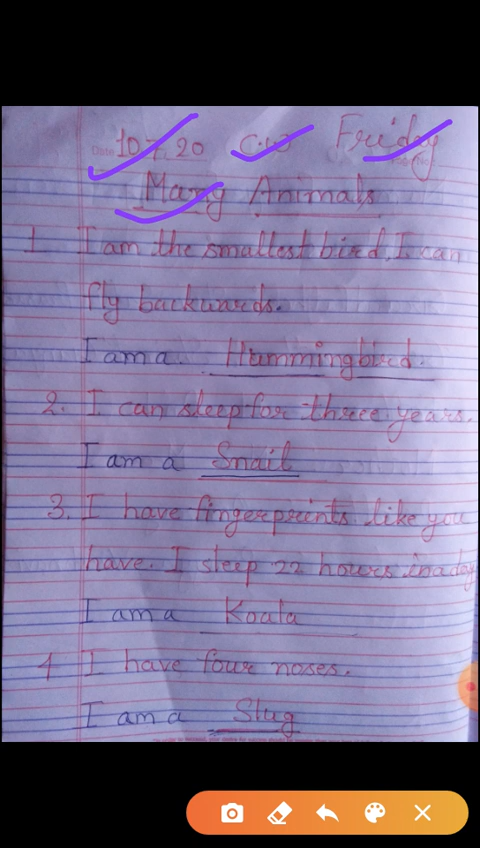 Date 10.7.20 C.W Friday
Many Animals
1. I am the smallest bird. I can
fly backwards.
I am a Hummingbird.
2. I can sleep for three years.
I am a Snail
3. I have fingerprints like you
have. I sleep 22 hours in a day
I am a Koala
4 I have four noses.
I am a Slug